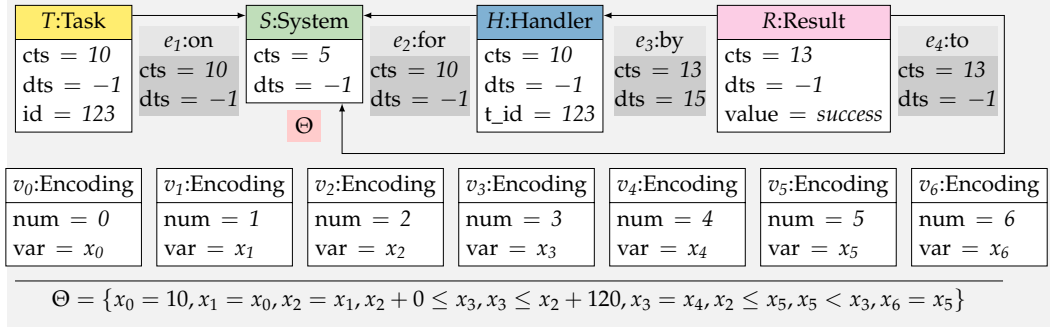 T:Task
cts = 10
dts = −1
id = 123
e₁:on
cts = 10
dts = −1
S:System
cts = 5
dts = −1
Θ
e₂:for
cts = 10
dts = −1
H:Handler
cts = 10
dts = −1
t_id = 123
e₃:by
cts = 13
dts = 15
R:Result
cts = 13
dts = −1
value = success
e₄:to
cts = 13
dts = −1
v₀:Encoding
num = 0
var = x₀
v₁:Encoding
num = 1
var = x₁
v₂:Encoding
num = 2
var = x₂
v₃:Encoding
num = 3
var = x₃
v₄:Encoding
num = 4
var = x₄
v₅:Encoding
num = 5
var = x₅
v₆:Encoding
num = 6
var = x₆
Θ = {x₀ = 10, x₁ = x₀, x₂ = x₁, x₂ + 0 ≤ x₃, x₃ ≤ x₂ + 120, x₃ = x₄, x₂ ≤ x₅, x₅ < x₃, x₆ = x₅}